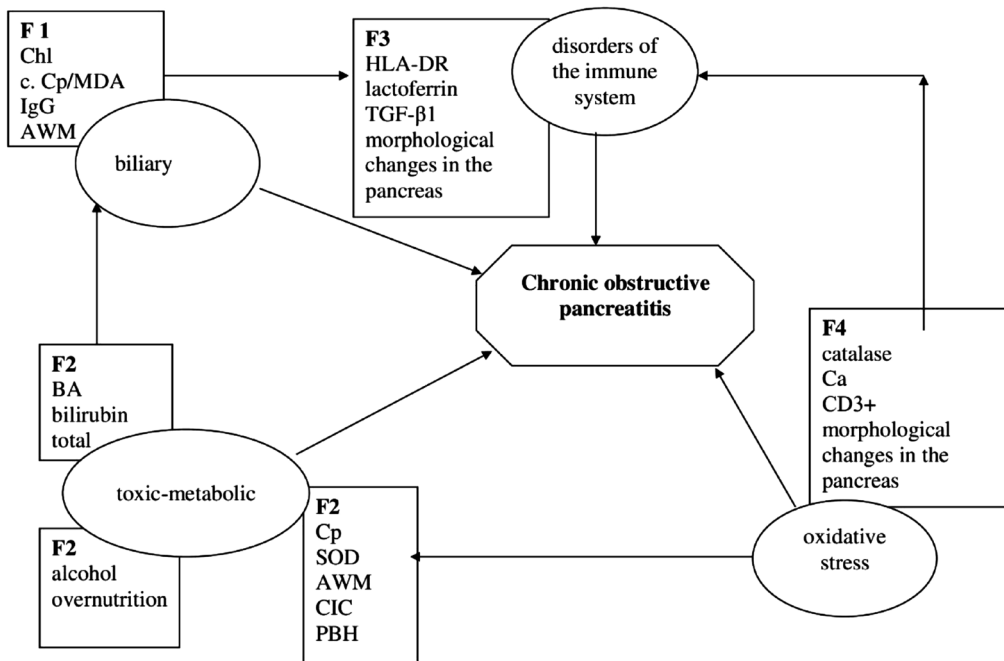 F 1
Chl
c. Cp/MDA
IgG
AWM
biliary
F3
HLA-DR
lactoferrin
TGF-β1
morphological
changes in the
pancreas
disorders of
the immune
system
Chronic obstructive
pancreatitis
F4
catalase
Ca
CD3+
morphological
changes in the
pancreas
oxidative
stress
F2
BA
bilirubin
total
toxic-metabolic
F2
alcohol
overnutrition
F2
Cp
SOD
AWM
CIC
PBH